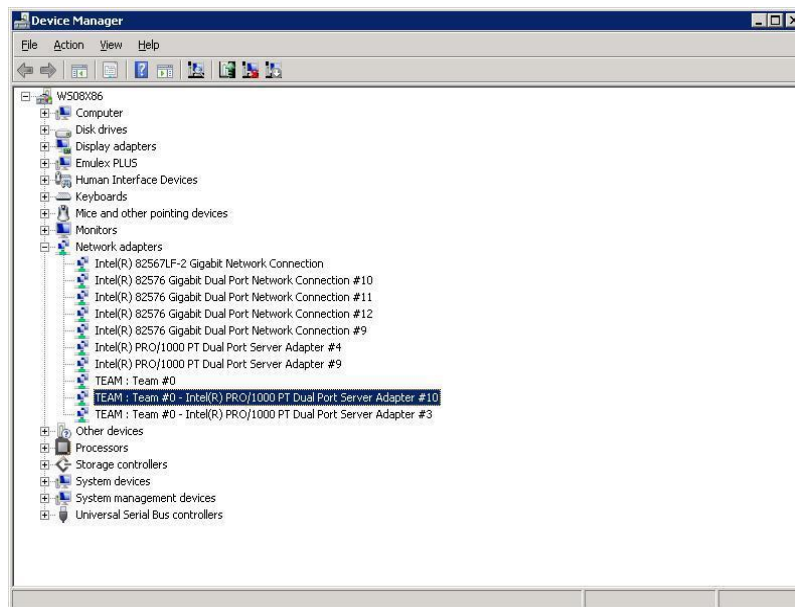 Device Manager
File Action View Help
WS08X86
Computer
Disk drives
Display adapters
Emulex PLUS
Human Interface Devices
Keyboards
Mice and other pointing devices
Monitors
Network adapters
Intel(R) 82567LF-2 Gigabit Network Connection
Intel(R) 82576 Gigabit Dual Port Network Connection #10
Intel(R) 82576 Gigabit Dual Port Network Connection #11
Intel(R) 82576 Gigabit Dual Port Network Connection #12
Intel(R) 82576 Gigabit Dual Port Network Connection #9
Intel(R) PRO/1000 PT Dual Port Server Adapter #4
Intel(R) PRO/1000 PT Dual Port Server Adapter #9
TEAM : Team #0
TEAM : Team #0 - Intel(R) PRO/1000 PT Dual Port Server Adapter #10
TEAM : Team #0 - Intel(R) PRO/1000 PT Dual Port Server Adapter #3
Other devices
Processors
Storage controllers
System devices
System management devices
Universal Serial Bus controllers